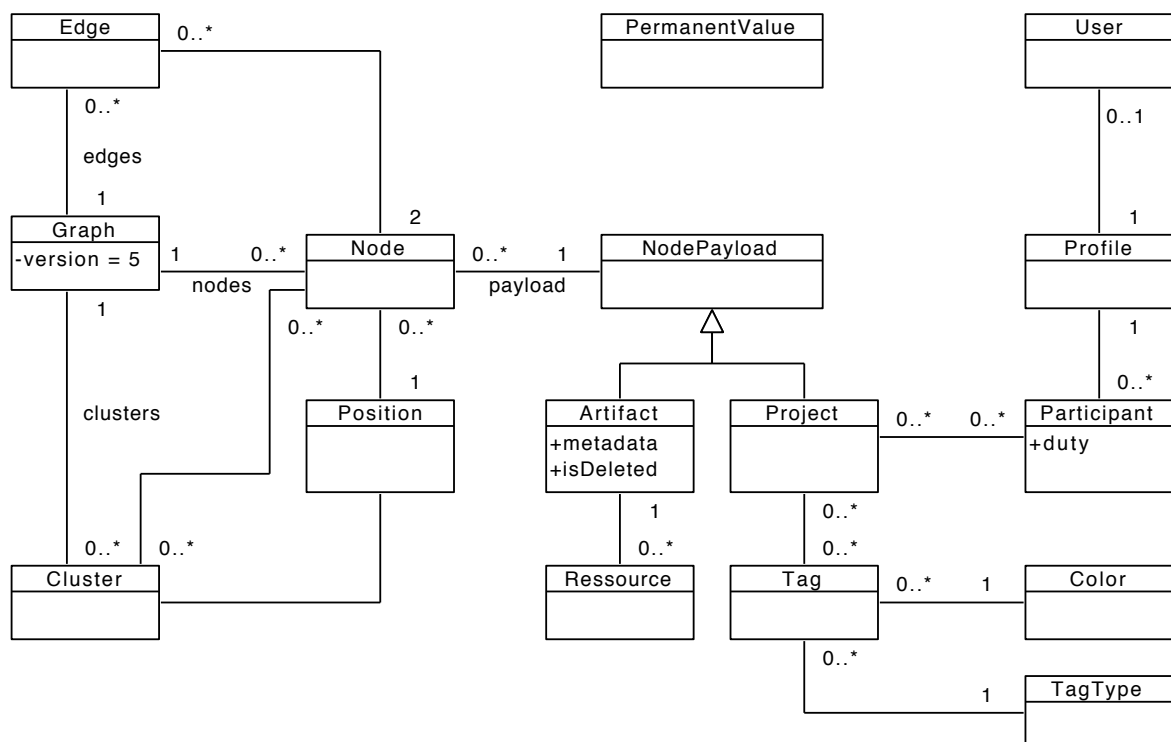 Edge
0..*
PermanentValue
User
0..*
0..1
edges
1
2
1
Graph
-version = 5
1
0..*
nodes
Node
0..*
1
payload
NodePayload
Profile
1
0..*
0..*
1
clusters
1
0..*
Position
Artifact
+metadata
+isDeleted
Project
0..*
0..*
Participant
+duty
1
0..*
0..*
0..*
0..*
0..*
Cluster
Ressource
Tag
0..*
1
Color
0..*
1
TagType